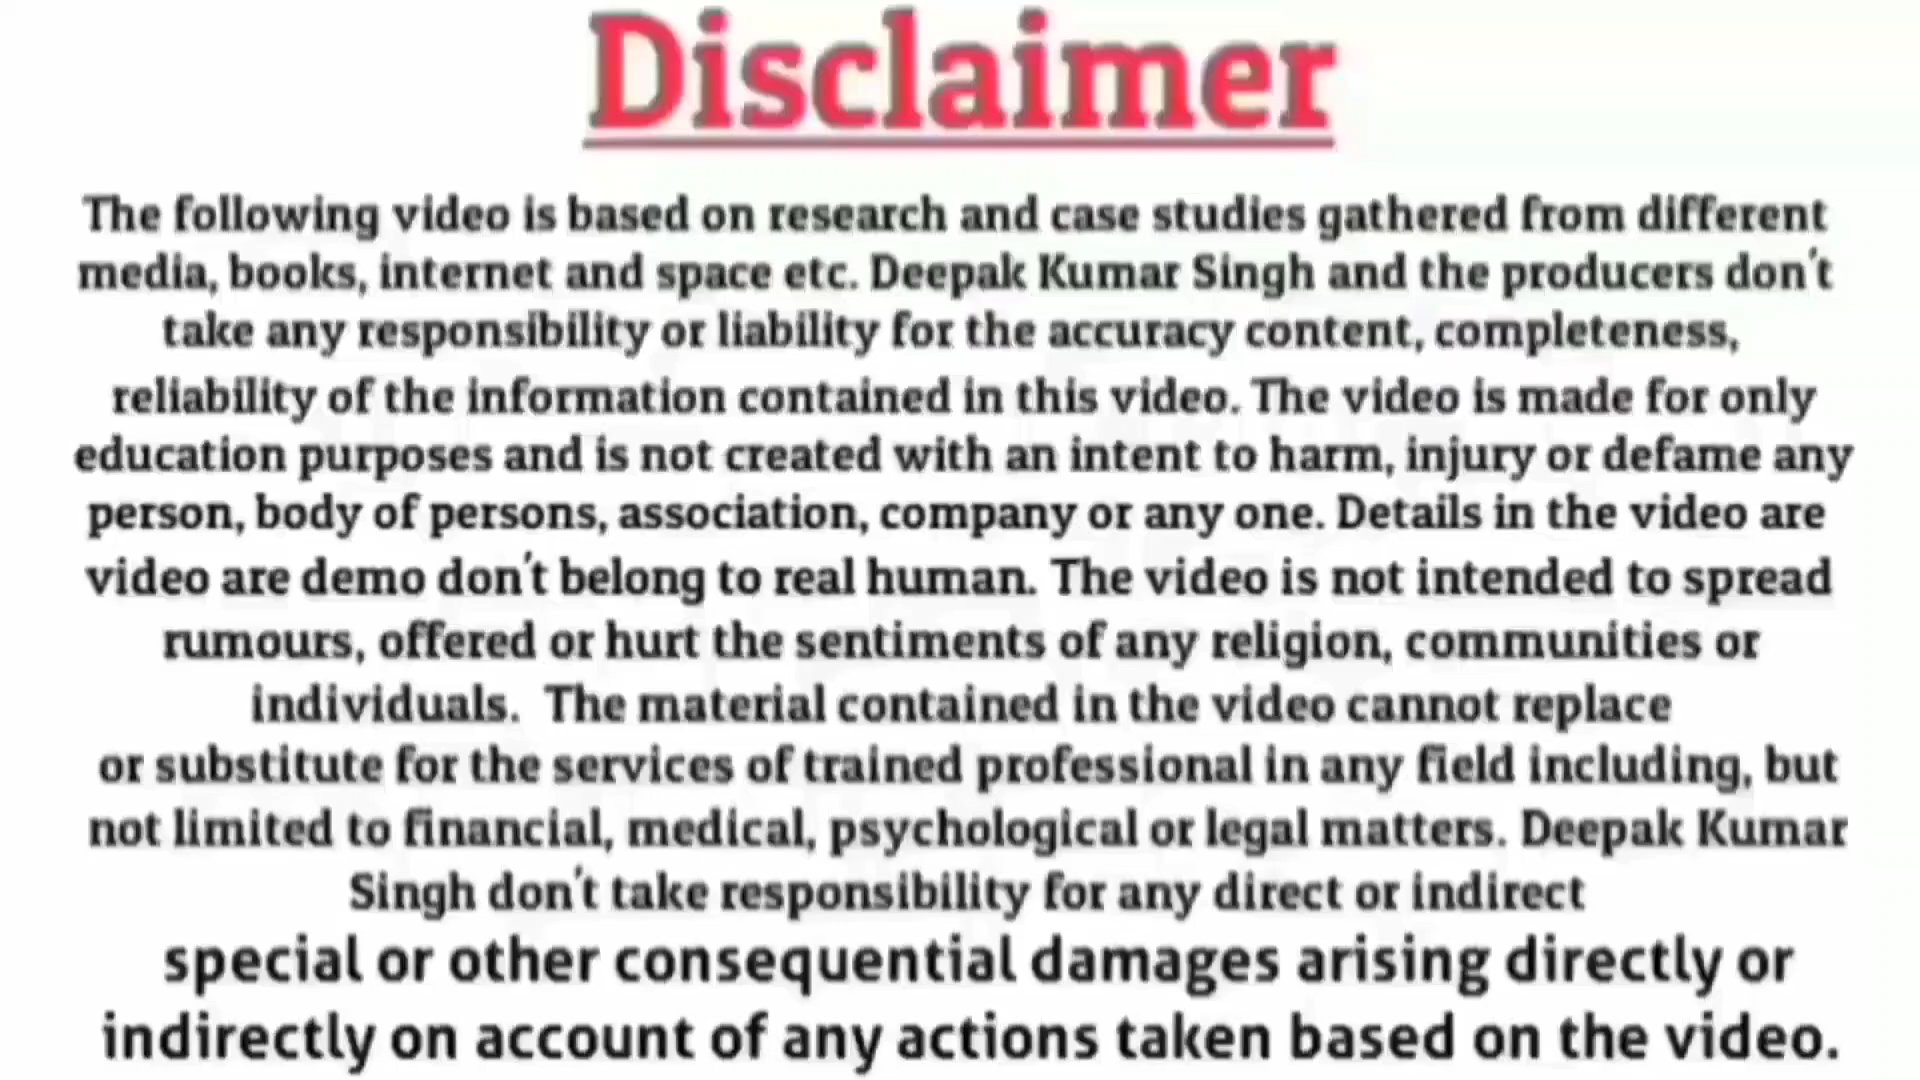 Disclaimer
The following video is based on research and case studies gathered from different
media, books, internet and space etc. Deepak Kumar Singh and the producers don't
take any responsibility or liability for the accuracy content, completeness,
reliability of the information contained in this video. The video is made for only
education purposes and is not created with an intent to harm, injury or defame any
person, body of persons, association, company or any one. Details in the video are
video are demo don't belong to real human. The video is not intended to spread
rumours, offered or hurt the sentiments of any religion, communities or
individuals. The material contained in the video cannot replace
or substitute for the services of trained professional in any field including, but
not limited to financial, medical, psychological or legal matters. Deepak Kumar
Singh don't take responsibility for any direct or indirect
special or other consequential damages arising directly or
indirectly on account of any actions taken based on the video.